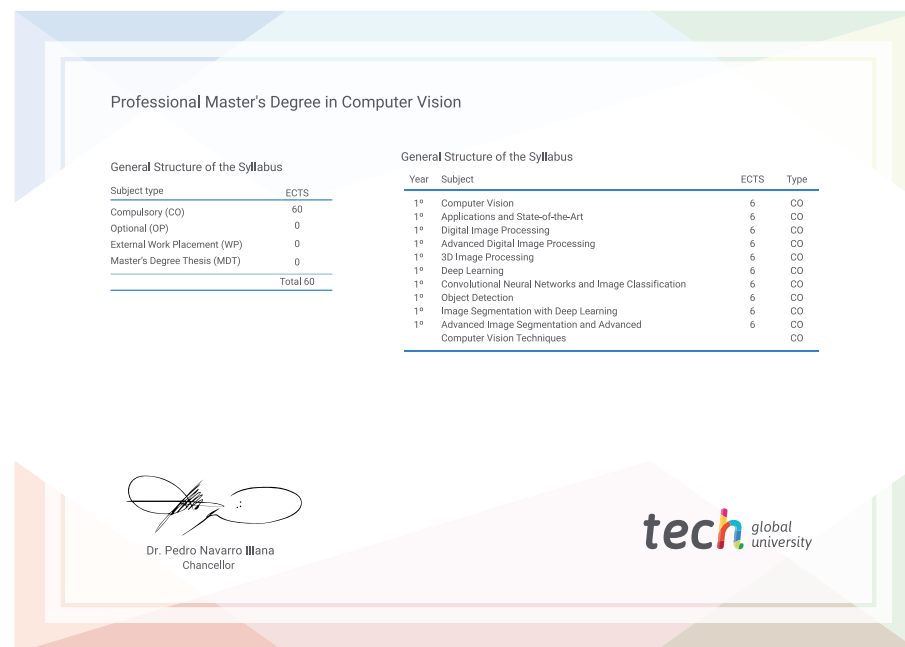 Professional Master's Degree in Computer Vision
General Structure of the Syllabus
Subject type ECTS
Compulsory (CO) 60
Optional (OP) 0
External Work Placement (WP) 0
Master's Degree Thesis (MDT) 0
Total 60
General Structure of the Syllabus
Year Subject ECTS Type
1º Computer Vision 6 CO
1º Applications and State-of-the-Art 6 CO
1º Digital Image Processing 6 CO
1º Advanced Digital Image Processing 6 CO
1º 3D Image Processing 6 CO
1º Deep Learning 6 CO
1º Convolutional Neural Networks and Image Classification 6 CO
1º Object Detection 6 CO
1º Image Segmentation with Deep Learning 6 CO
1º Advanced Image Segmentation and Advanced 6 CO
Computer Vision Techniques CO
Dr. Pedro Navarro Illana
Chancellor
tech global
university